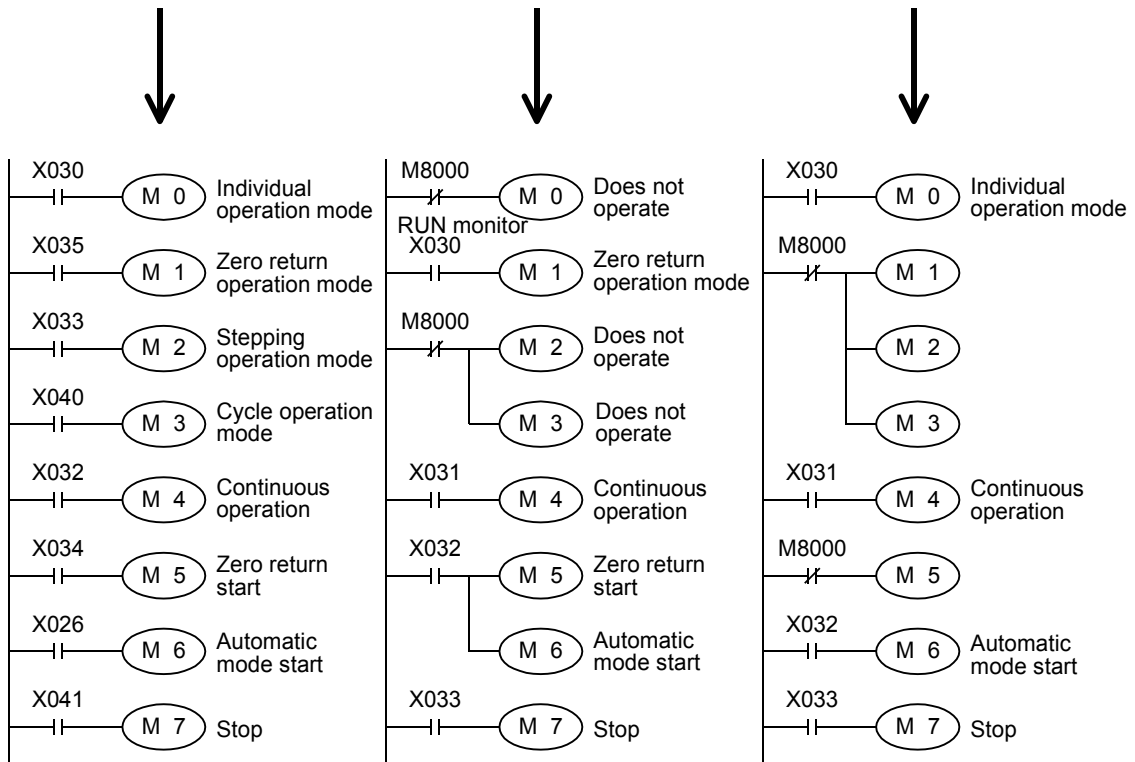 X030
M 0
Individual
operation mode
X035
M 1
Zero return
operation mode
X033
M 2
Stepping
operation mode
X040
M 3
Cycle operation
mode
X032
M 4
Continuous
operation
X034
M 5
Zero return
start
X026
M 6
Automatic
mode start
X041
M 7
Stop
M8000
M 0
Does not
operate
RUN monitor
X030
M 1
Zero return
operation mode
M8000
M 2
Does not
operate
M 3
Does not
operate
X031
M 4
Continuous
operation
X032
M 5
Zero return
start
M 6
Automatic
mode start
X033
M 7
Stop
X030
M 0
Individual
operation mode
M8000
M 1
M 2
M 3
X031
M 4
Continuous
operation
M8000
M 5
X032
M 6
Automatic
mode start
X033
M 7
Stop